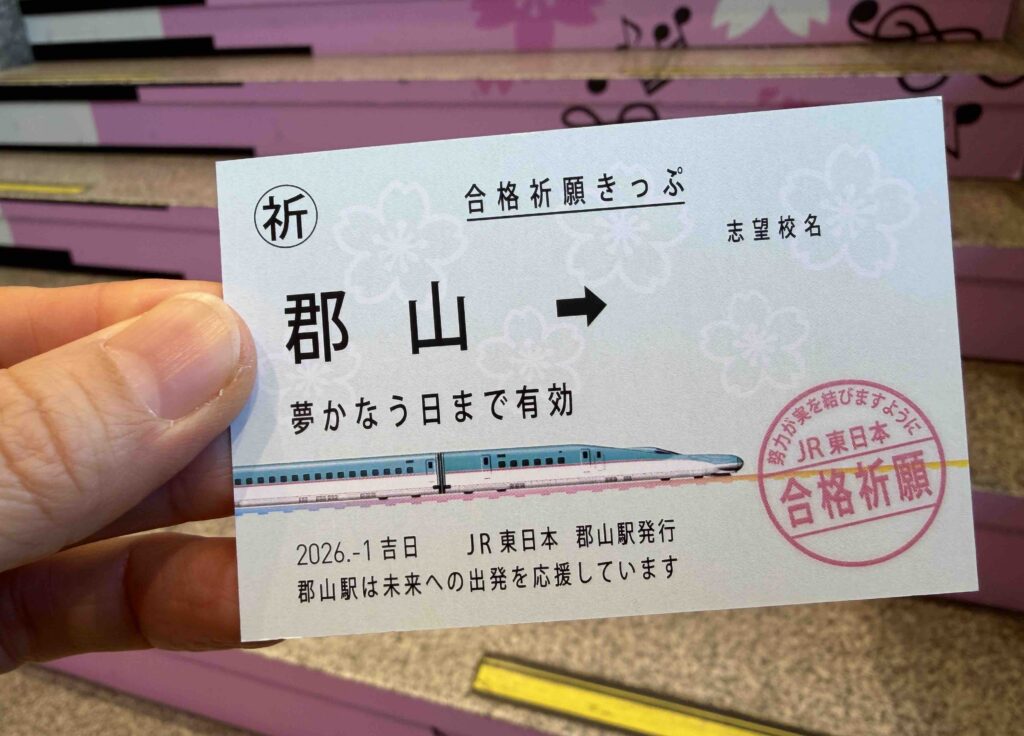 祈
合格祈願きっぷ
志望校名
郡山 ➡
夢かなう日まで有効
努力が実を結びますように
JR東日本
合格祈願
2026.-1吉日 JR東日本 郡山駅発行
郡山駅は未来への出発を応援しています